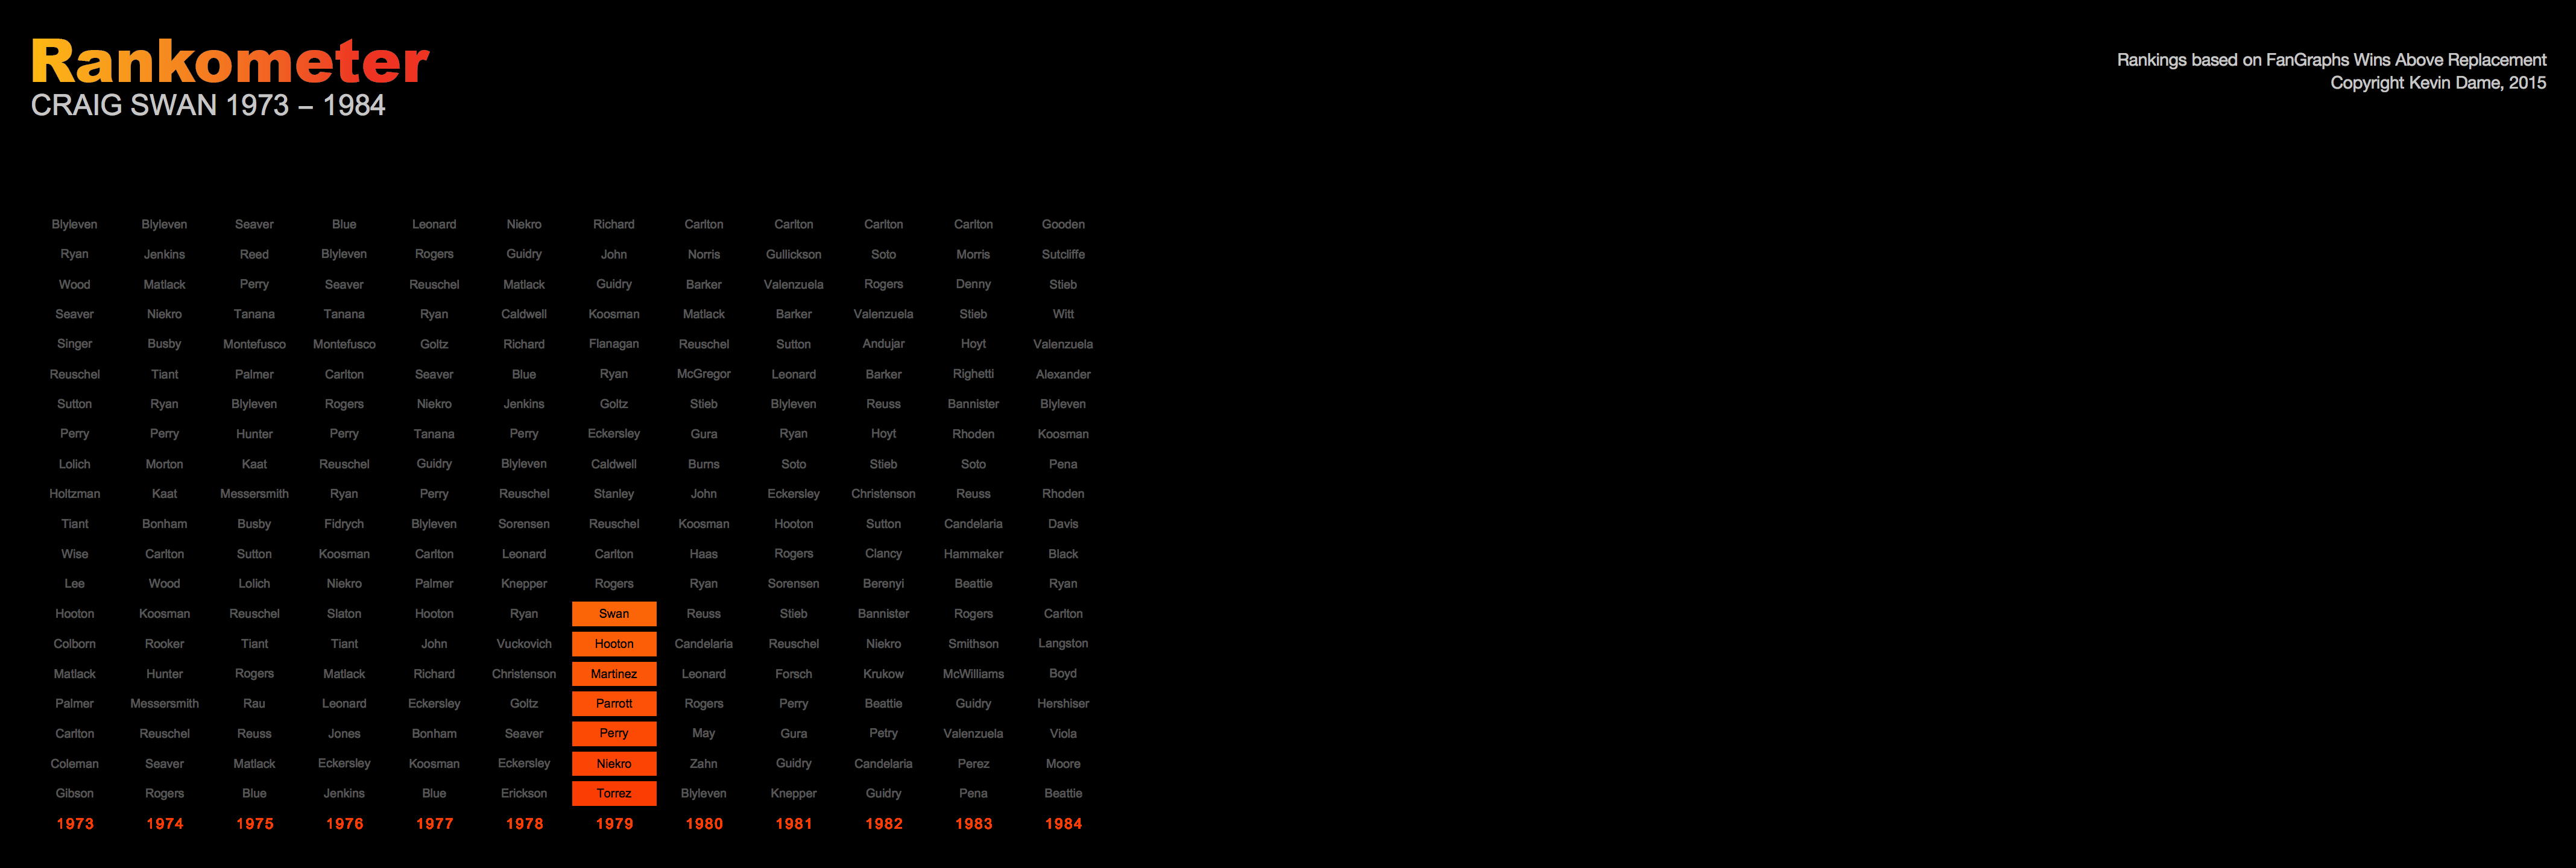 Rankometer
CRAIG SWAN 1973 – 1984
Rankings based on FanGraphs Wins Above Replacement
Copyright Kevin Dame, 2015
Blyleven Blyleven Seaver Blue Leonard Niekro Richard Carlton Carlton Carlton Carlton Gooden
Ryan Jenkins Reed Blyleven Rogers Guidry John Norris Gullickson Soto Morris Sutcliffe
Wood Matlack Perry Seaver Reuschel Matlack Guidry Barker Valenzuela Rogers Denny Stieb
Seaver Niekro Tanana Tanana Ryan Caldwell Koosman Matlack Barker Valenzuela Stieb Witt
Singer Busby Montefusco Montefusco Goltz Richard Flanagan Reuschel Sutton Andujar Hoyt Valenzuela
Reuschel Tiant Palmer Carlton Seaver Blue Ryan McGregor Leonard Barker Righetti Alexander
Sutton Ryan Blyleven Rogers Niekro Jenkins Goltz Stieb Blyleven Reuss Bannister Blyleven
Perry Perry Hunter Perry Tanana Perry Eckersley Gura Ryan Hoyt Rhoden Koosman
Lolich Morton Kaat Reuschel Guidry Blyleven Caldwell Burns Soto Stieb Soto Pena
Holtzman Kaat Messersmith Ryan Perry Reuschel Stanley John Eckersley Christenson Reuss Rhoden
Tiant Bonham Busby Fidrych Blyleven Sorensen Reuschel Koosman Hooton Sutton Candelaria Davis
Wise Carlton Sutton Koosman Carlton Leonard Carlton Haas Rogers Clancy Hammaker Black
Lee Wood Lolich Niekro Palmer Knepper Rogers Ryan Sorensen Berenyi Beattie Ryan
Hooton Koosman Reuschel Slaton Hooton Ryan Swan Reuss Stieb Bannister Rogers Carlton
Colborn Rooker Tiant Tiant John Vuckovich Hooton Candelaria Reuschel Niekro Smithson Langston
Matlack Hunter Rogers Matlack Richard Christenson Martinez Leonard Forsch Krukow McWilliams Boyd
Palmer Messersmith Rau Leonard Eckersley Goltz Parrott Rogers Perry Beattie Guidry Hershiser
Carlton Reuschel Reuss Jones Bonham Seaver Perry May Gura Petry Valenzuela Viola
Coleman Seaver Matlack Eckersley Koosman Eckersley Niekro Zahn Guidry Candelaria Perez Moore
Gibson Rogers Blue Jenkins Blue Erickson Torrez Blyleven Knepper Guidry Pena Beattie
1973 1974 1975 1976 1977 1978 1979 1980 1981 1982 1983 1984